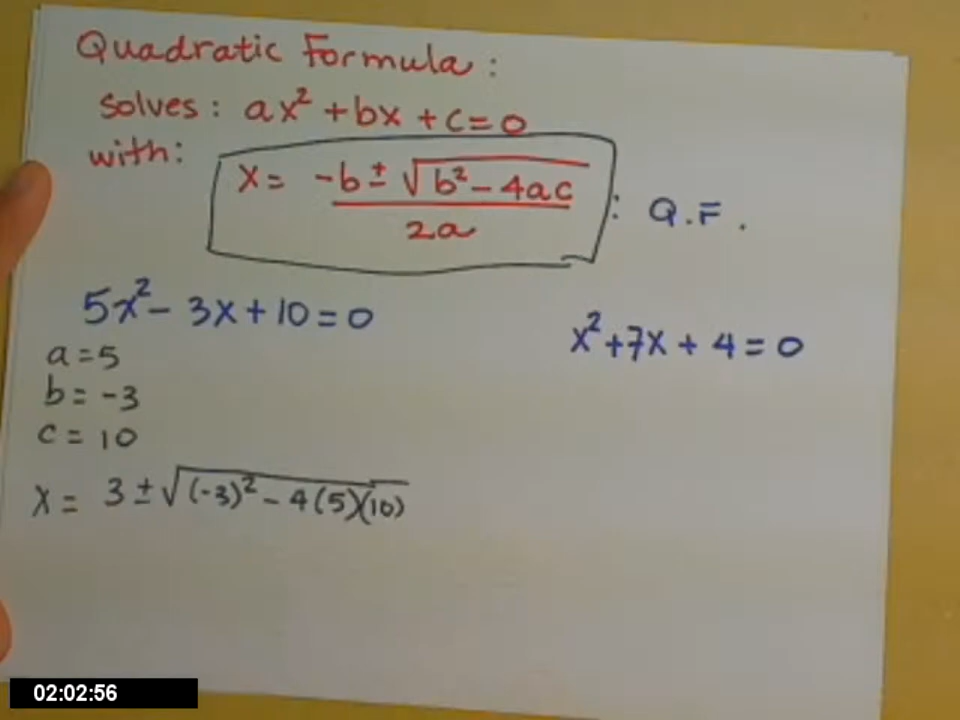 Quadratic Formula:
solves: ax² + bx + c = 0
with:
x = -b ± √b² - 4ac
2a
: Q.F.
5x² - 3x + 10 = 0
x² + 7x + 4 = 0
a = 5
b = -3
c = 10
x = 3 ± √(-3)² - 4(5)(10)
02:02:56